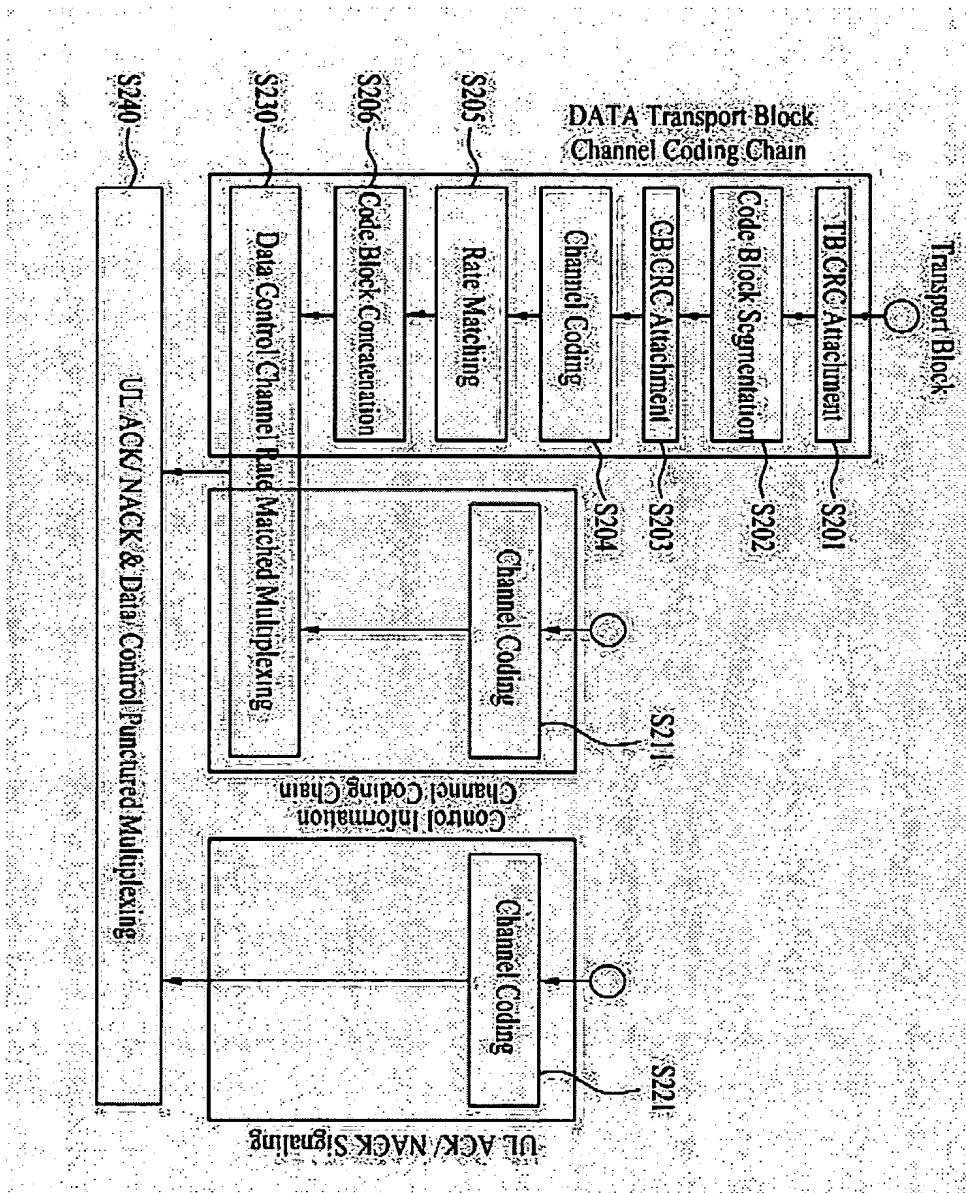 Transport Block
DATA Transport Block
Channel Coding Chain
TB CRC Attachment
S201
Code Block Segmentation
S202
CB CRC Attachment
S203
Channel Coding
S204
Rate Matching
S205
Code Block Concatenation
S206
Data Control Channel Rate Matched Multiplexing
S230
Channel Coding
S211
Control Information
Channel Coding Chain
Channel Coding
S221
UL ACK/ NACK Signaling
UL ACK/ NACK & Data/ Control Punctured Multiplexing
S240